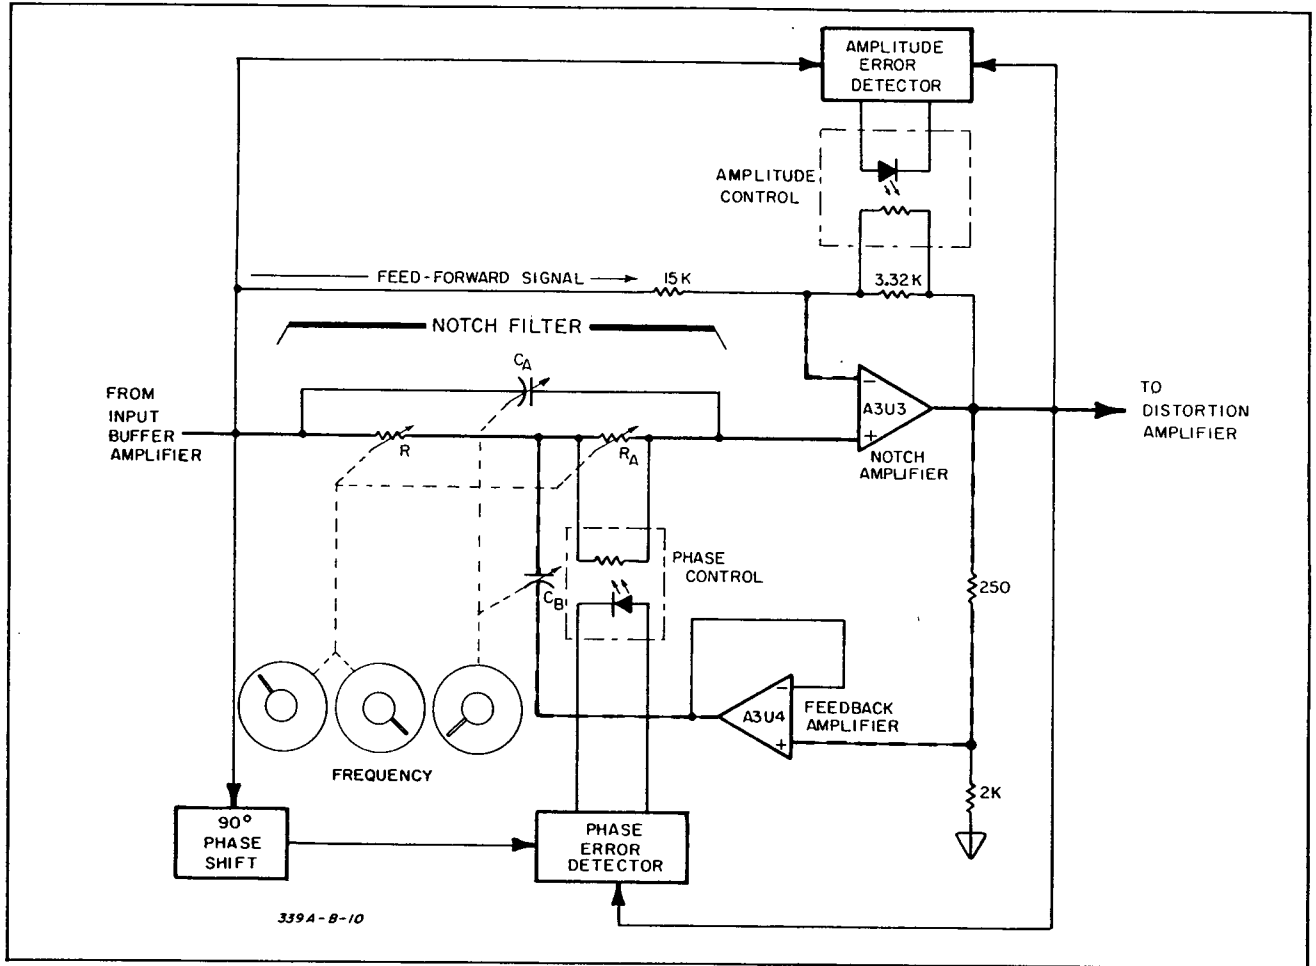 AMPLITUDE
ERROR
DETECTOR
AMPLITUDE
CONTROL
FEED-FORWARD SIGNAL
15K
3.32K
NOTCH FILTER
CA
FROM
INPUT
BUFFER
AMPLIFIER
R
RA
−
A3U3
+
NOTCH
AMPLIFIER
TO
DISTORTION
AMPLIFIER
PHASE
CONTROL
CB
250
−
A3U4
+
FEEDBACK
AMPLIFIER
FREQUENCY
2K
90°
PHASE
SHIFT
PHASE
ERROR
DETECTOR
339A-B-10